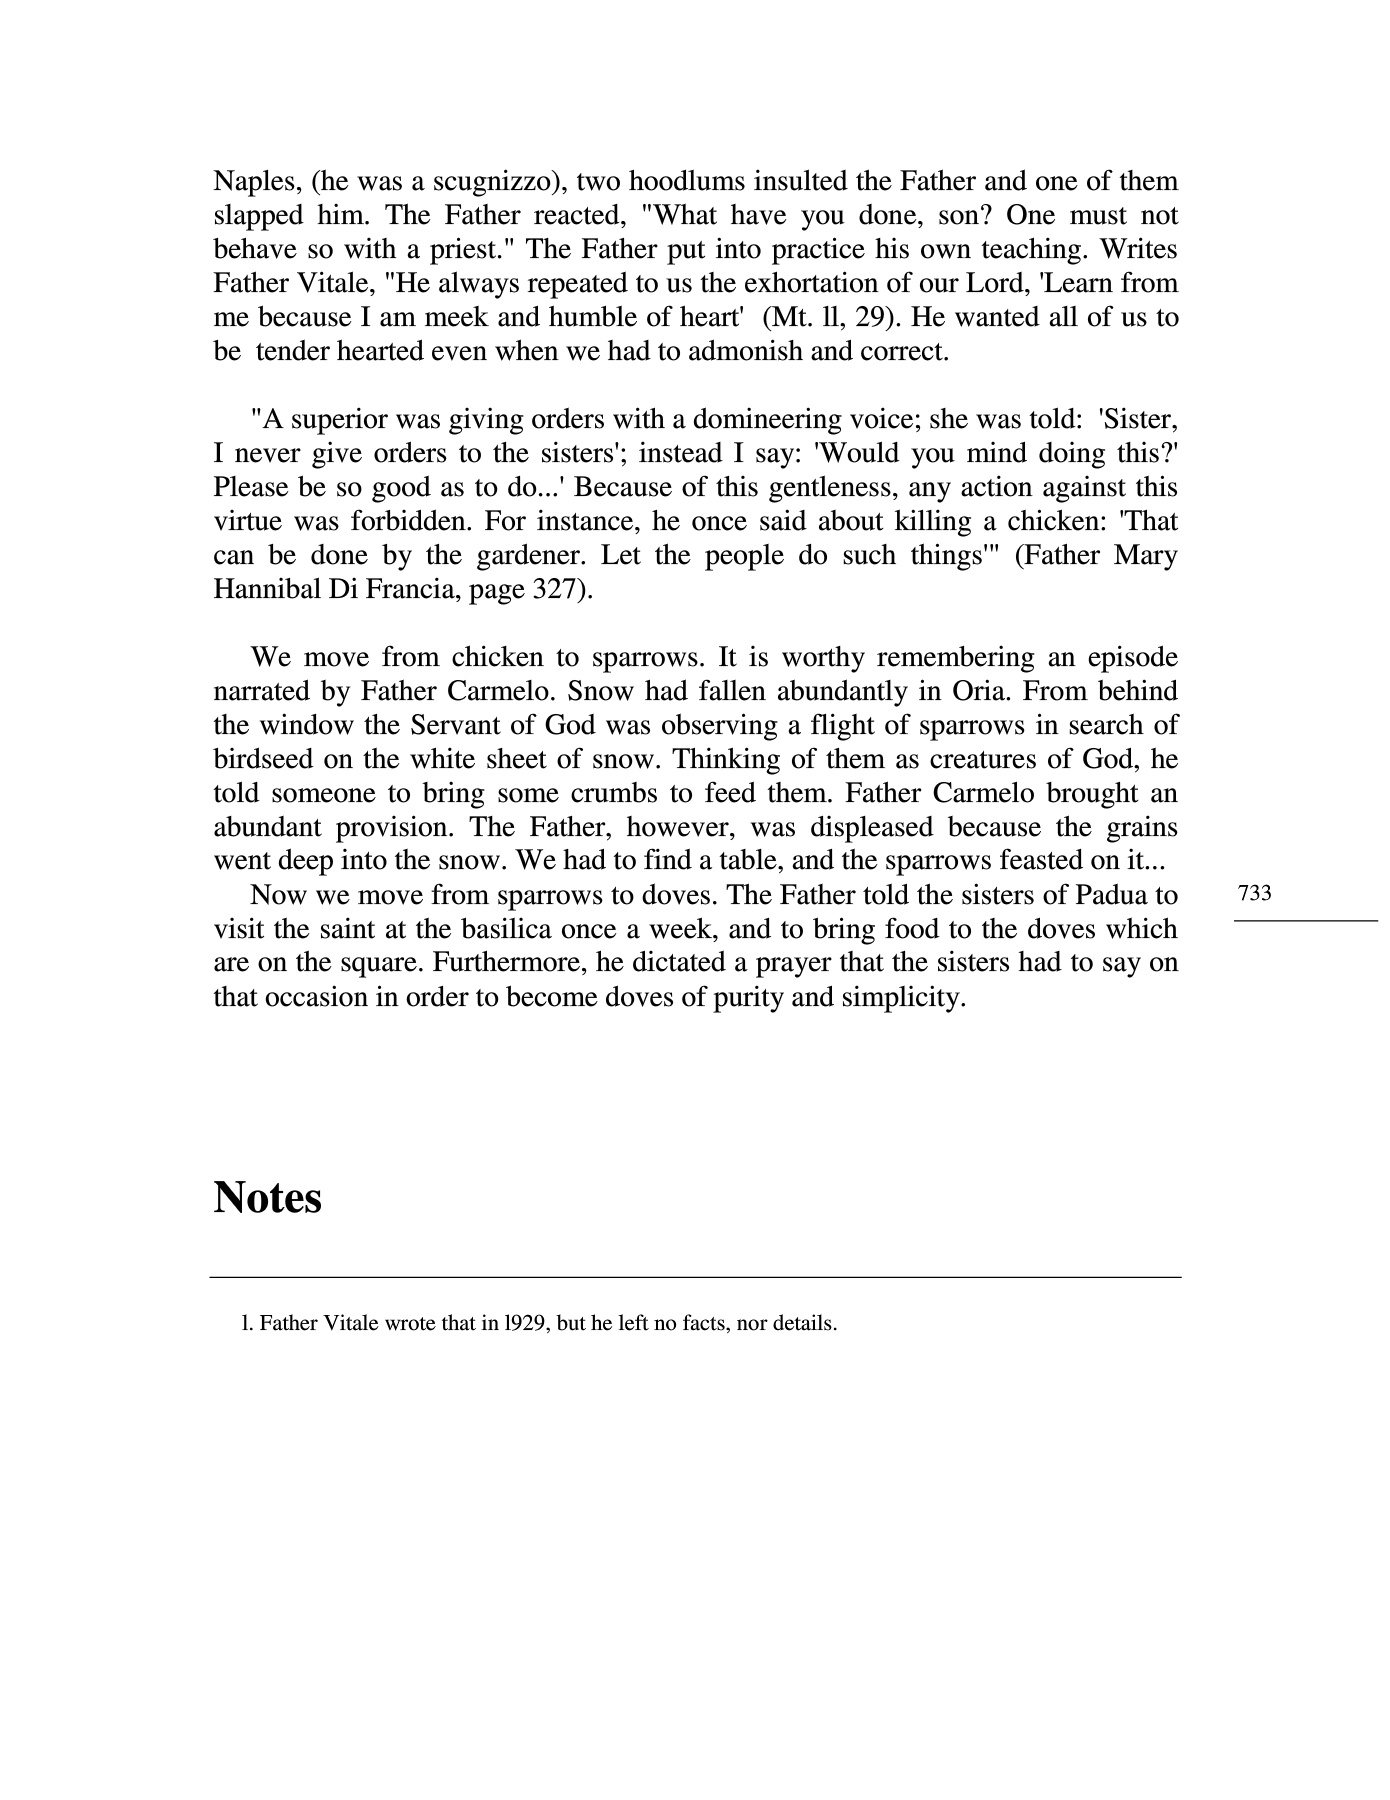 Naples, (he was a scugnizzo), two hoodlums insulted the Father and one of them
slapped him. The Father reacted, "What have you done, son? One must not
behave so with a priest." The Father put into practice his own teaching. Writes
Father Vitale, "He always repeated to us the exhortation of our Lord, 'Learn from
me because I am meek and humble of heart'  (Mt. ll, 29). He wanted all of us to
be  tender hearted even when we had to admonish and correct.
"A superior was giving orders with a domineering voice; she was told:  'Sister,
I never give orders to the sisters'; instead I say: 'Would you mind doing this?'
Please be so good as to do...' Because of this gentleness, any action against this
virtue was forbidden. For instance, he once said about killing a chicken: 'That
can be done by the gardener. Let the people do such things'" (Father Mary
Hannibal Di Francia, page 327).
We move from chicken to sparrows. It is worthy remembering an episode
narrated by Father Carmelo. Snow had fallen abundantly in Oria. From behind
the window the Servant of God was observing a flight of sparrows in search of
birdseed on the white sheet of snow. Thinking of them as creatures of God, he
told someone to bring some crumbs to feed them. Father Carmelo brought an
abundant provision. The Father, however, was displeased because the grains
went deep into the snow. We had to find a table, and the sparrows feasted on it...
Now we move from sparrows to doves. The Father told the sisters of Padua to
visit the saint at the basilica once a week, and to bring food to the doves which
are on the square. Furthermore, he dictated a prayer that the sisters had to say on
that occasion in order to become doves of purity and simplicity.
733
Notes
l. Father Vitale wrote that in l929, but he left no facts, nor details.